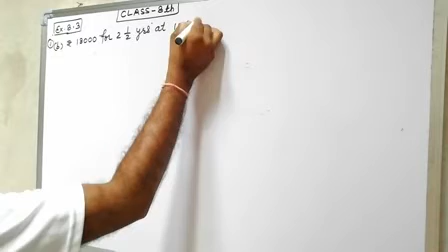 CLASS-8th
Ex-8.3
① (b) ₹ 18000 for 2 1/2 yrs at